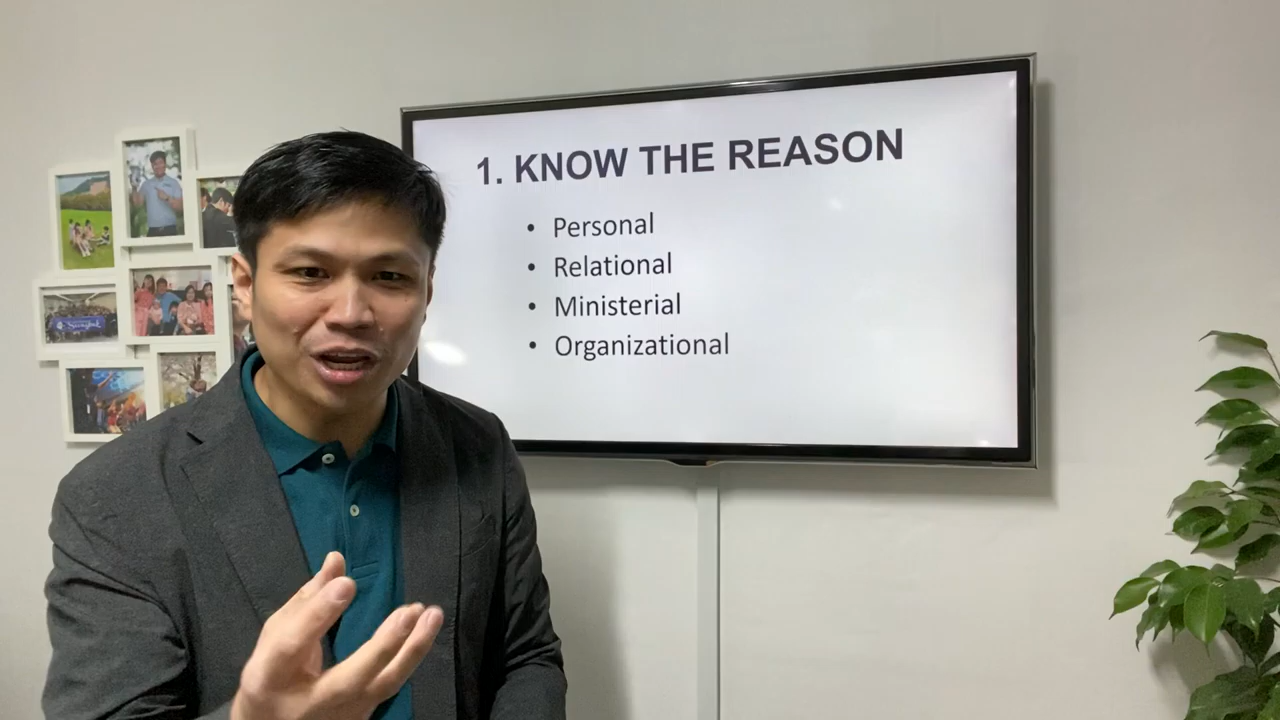 1. KNOW THE REASON
• Personal
• Relational
• Ministerial
• Organizational